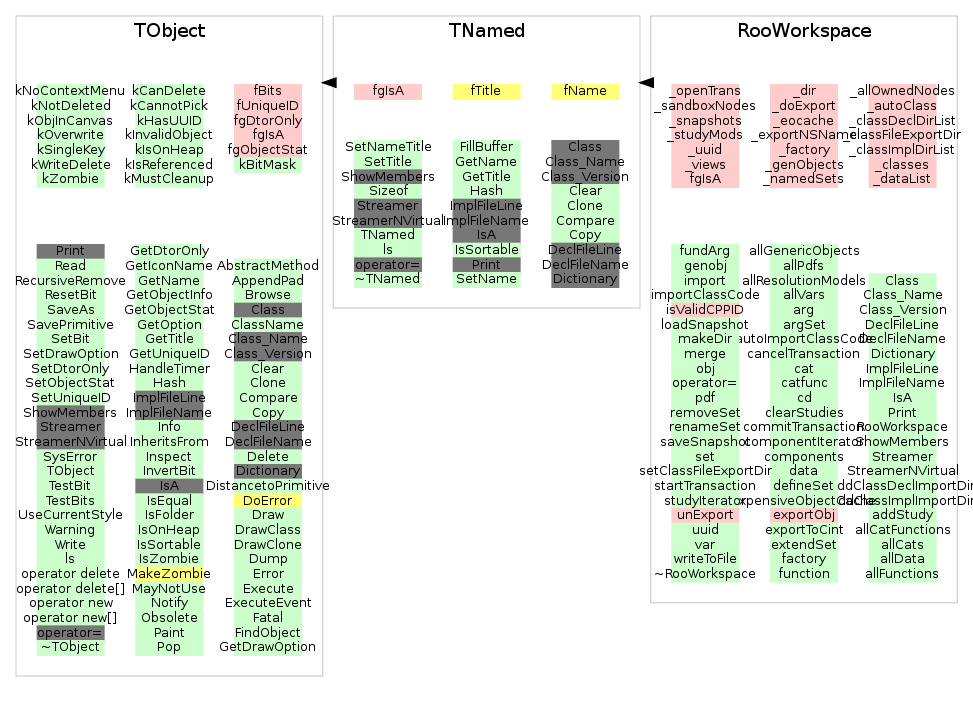 TObject
kNoContextMenu
kNotDeleted
kObjInCanvas
kOverwrite
kSingleKey
kWriteDelete
kZombie
kCanDelete
kCannotPick
kHasUUID
kInvalidObject
kIsOnHeap
kIsReferenced
kMustCleanup
fBits
fUniqueID
fgDtorOnly
fgIsA
fgObjectStat
kBitMask
Print
Read
RecursiveRemove
ResetBit
SaveAs
SavePrimitive
SetBit
SetDrawOption
SetDtorOnly
SetObjectStat
SetUniqueID
ShowMembers
Streamer
StreamerNVirtual
SysError
TObject
TestBit
TestBits
UseCurrentStyle
Warning
Write
ls
operator delete
operator delete[]
operator new
operator new[]
operator=
~TObject
GetDtorOnly
GetIconName
GetName
GetObjectInfo
GetObjectStat
GetOption
GetTitle
GetUniqueID
HandleTimer
Hash
ImplFileLine
ImplFileName
Info
InheritsFrom
Inspect
InvertBit
IsA
IsEqual
IsFolder
IsOnHeap
IsSortable
IsZombie
MakeZombie
MayNotUse
Notify
Obsolete
Paint
Pop
AbstractMethod
AppendPad
Browse
Class
ClassName
Class_Name
Class_Version
Clear
Clone
Compare
Copy
DeclFileLine
DeclFileName
Delete
Dictionary
DistancetoPrimitive
DoError
Draw
DrawClass
DrawClone
Dump
Error
Execute
ExecuteEvent
Fatal
FindObject
GetDrawOption
TNamed
fgIsA
fTitle
fName
SetNameTitle
SetTitle
ShowMembers
Sizeof
Streamer
StreamerNVirtual
TNamed
ls
operator=
~TNamed
FillBuffer
GetName
GetTitle
Hash
ImplFileLine
ImplFileName
IsA
IsSortable
Print
SetName
Class
Class_Name
Class_Version
Clear
Clone
Compare
Copy
DeclFileLine
DeclFileName
Dictionary
RooWorkspace
_openTrans
_sandboxNodes
_snapshots
_studyMods
_uuid
_views
fgIsA
_dir
_doExport
_eocache
_exportNSName
_factory
_genObjects
_namedSets
_allOwnedNodes
_autoClass
_classDeclDirList
_classFileExportDir
_classImplDirList
_classes
_dataList
fundArg
genobj
import
importClassCode
isValidCPPID
loadSnapshot
makeDir
merge
obj
operator=
pdf
removeSet
renameSet
saveSnapshot
set
setClassFileExportDir
startTransaction
studyIterator
unExport
uuid
var
writeToFile
~RooWorkspace
allGenericObjects
allPdfs
allResolutionModels
allVars
arg
argSet
autoImportClassCode
cancelTransaction
cat
catfunc
cd
clearStudies
commitTransaction
componentIterator
components
data
defineSet
expensiveObjectCache
exportObj
exportToCint
extendSet
factory
function
Class
Class_Name
Class_Version
DeclFileLine
DeclFileName
Dictionary
ImplFileLine
ImplFileName
IsA
Print
RooWorkspace
ShowMembers
Streamer
StreamerNVirtual
ddClassDeclImportDir
ddClassImplImportDir
addStudy
allCatFunctions
allCats
allData
allFunctions